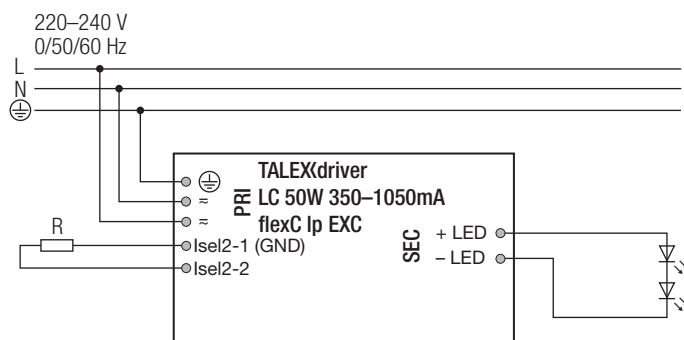 220–240 V
0/50/60 Hz
L
N
TALEXXdriver
LC 50W 350–1050mA
flexC lp EXC
PRI
≂
≂
R
Isel2-1 (GND)
Isel2-2
SEC
+ LED
– LED